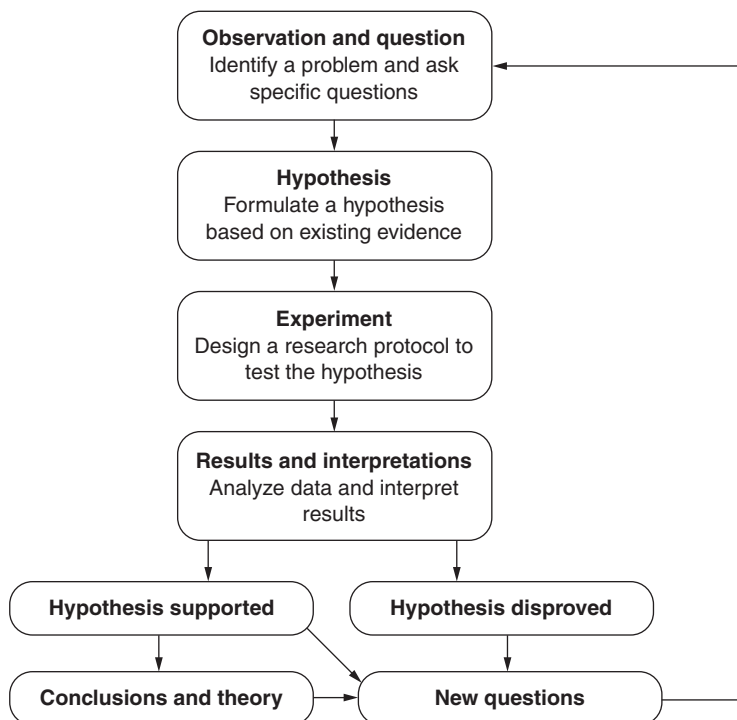 Observation and question
Identify a problem and ask
specific questions
Hypothesis
Formulate a hypothesis
based on existing evidence
Experiment
Design a research protocol to
test the hypothesis
Results and interpretations
Analyze data and interpret
results
Hypothesis supported
Hypothesis disproved
Conclusions and theory
New questions